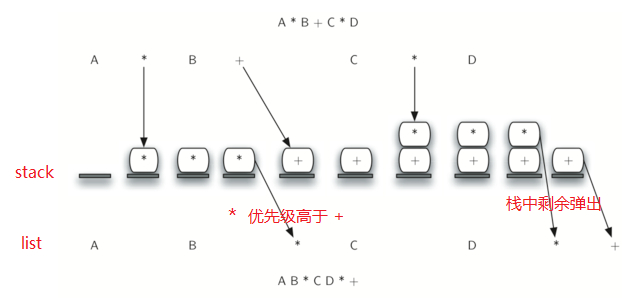 A * B + C * D
A * B + C * D
* * * + + * + * + * + +
stack
* 优先级高于 +
栈中剩余弹出
list A B * C D * +
A B * C D * +